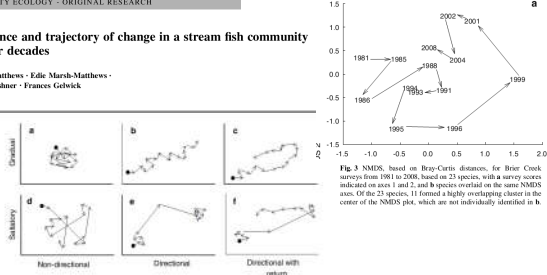 TY ECOLOGY - ORIGINAL RESEARCH
nce and trajectory of change in a stream fish community
r decades
atthews · Edie Marsh-Matthews ·
shner · Frances Gelwick
Gradual
a
b
c
Saltatory
d
e
f
Non-directional
Directional
Directional with
return
a
1.5
1.0
0.5
0.0
-0.5
-1.0
-1.5
2002
2001
2008
2004
1981
1985
1988
1999
1986
1994
1993
1991
1995
1996
-1.5
-1.0
-0.5
0.0
0.5
1.0
1.5
Fig. 3 NMDS, based on Bray-Curtis distances, for Brier Creek
surveys from 1981 to 2008, based on 23 species, with a survey scores
indicated on axes 1 and 2, and b species overlaid on the same NMDS
axes. Of the 23 species, 11 formed a highly overlapping cluster in the
center of the NMDS plot, which are not individually identified in b.